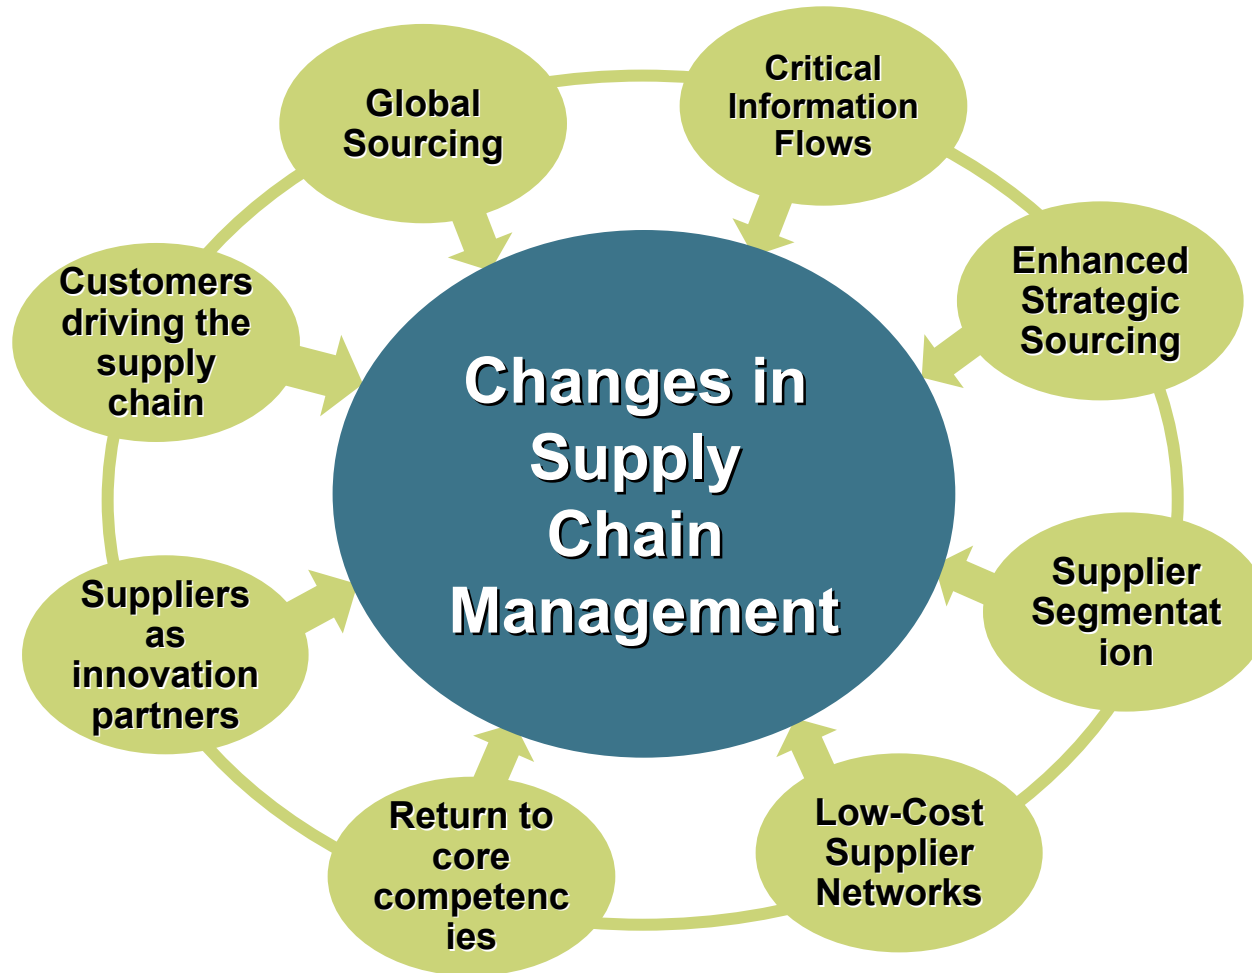 Global
Sourcing
Critical
Information
Flows
Enhanced
Strategic
Sourcing
Customers
driving the
supply
chain
Changes in
Supply
Chain
Management
Supplier
Segmentat
ion
Suppliers
as
innovation
partners
Return to
core
competenc
ies
Low-Cost
Supplier
Networks